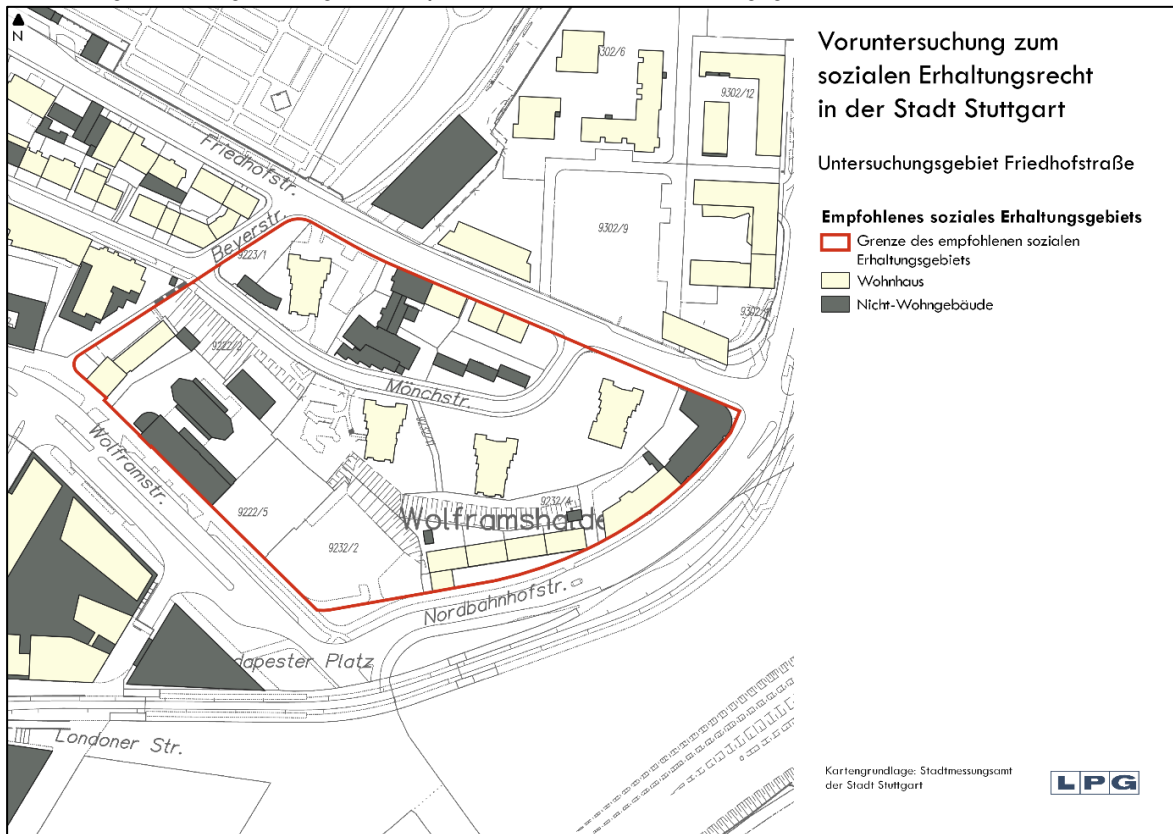 N
Voruntersuchung zum
sozialen Erhaltungsrecht
in der Stadt Stuttgart
Untersuchungsgebiet Friedhofstraße
Empfohlenes soziales Erhaltungsgebiets
Grenze des empfohlenen sozialen
Erhaltungsgebiets
Wohnhaus
Nicht-Wohngebäude
302/6
9302/12
Friedhofstr.
9302/9
Beyerstr.
9223/1
9222/2
Mönchstr.
Wolframstr.
9222/5
9232/4
Wolframshalde
9232/2
Nordbahnhofstr.
dapester Platz
Londoner Str.
Kartengrundlage: Stadtmessungsamt
der Stadt Stuttgart
LPG